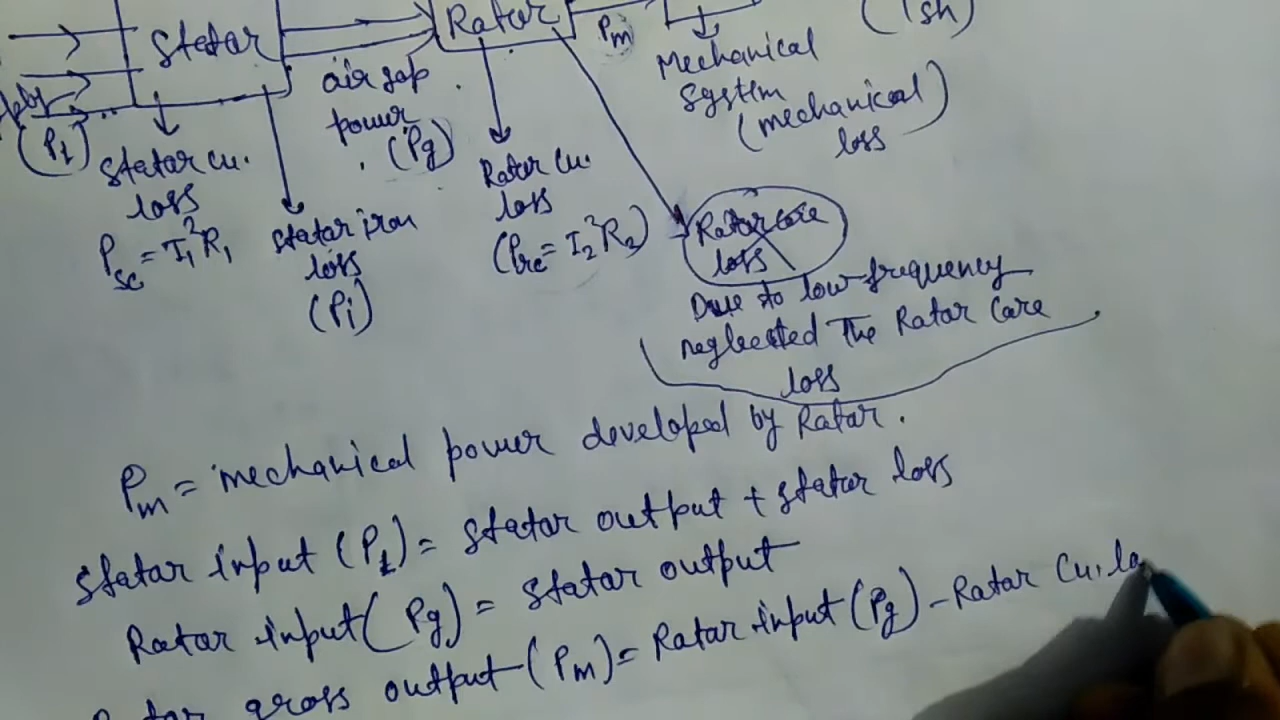 Stator
Rotor
Pm
(Tsh)
Mechanical
System
(mechanical)
loss
air gap
power
(Pg)
(P1)
Stator cu.
loss
Psc = I1²R1
Stator iron
loss
(Pi)
Rotor cu.
loss
(Prc = I2²R2)
Rotor core
loss
Due to low frequency
neglected The Rotor Core
loss
Pm = mechanical power developed by Rotor.
Stator input (P1) = Stator output + Stator loss
Rotor input (Pg) = Stator output
gross output (Pm) = Rotor input (Pg) - Rotor Cu. lo